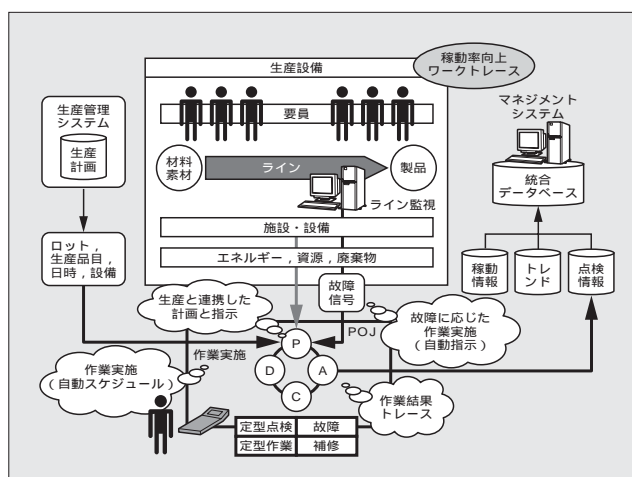 生産設備
稼動率向上
ワークトレース
生産管理
システム
生産
計画
要員
マネジメント
システム
材料
素材
ライン
製品
ライン監視
統合
データベース
施設・設備
ロット，
生産品目，
日時，設備
エネルギー，資源，廃棄物
稼動
情報
トレ
ンド
点検
情報
生産と連携した
計画と指示
故障
信号
POJ
故障に応じた
作業実施
（自動指示）
作業実施
P
D
A
C
作業実施
（自動スケジュール）
作業結果
トレース
定型点検
故障
定型作業
補修